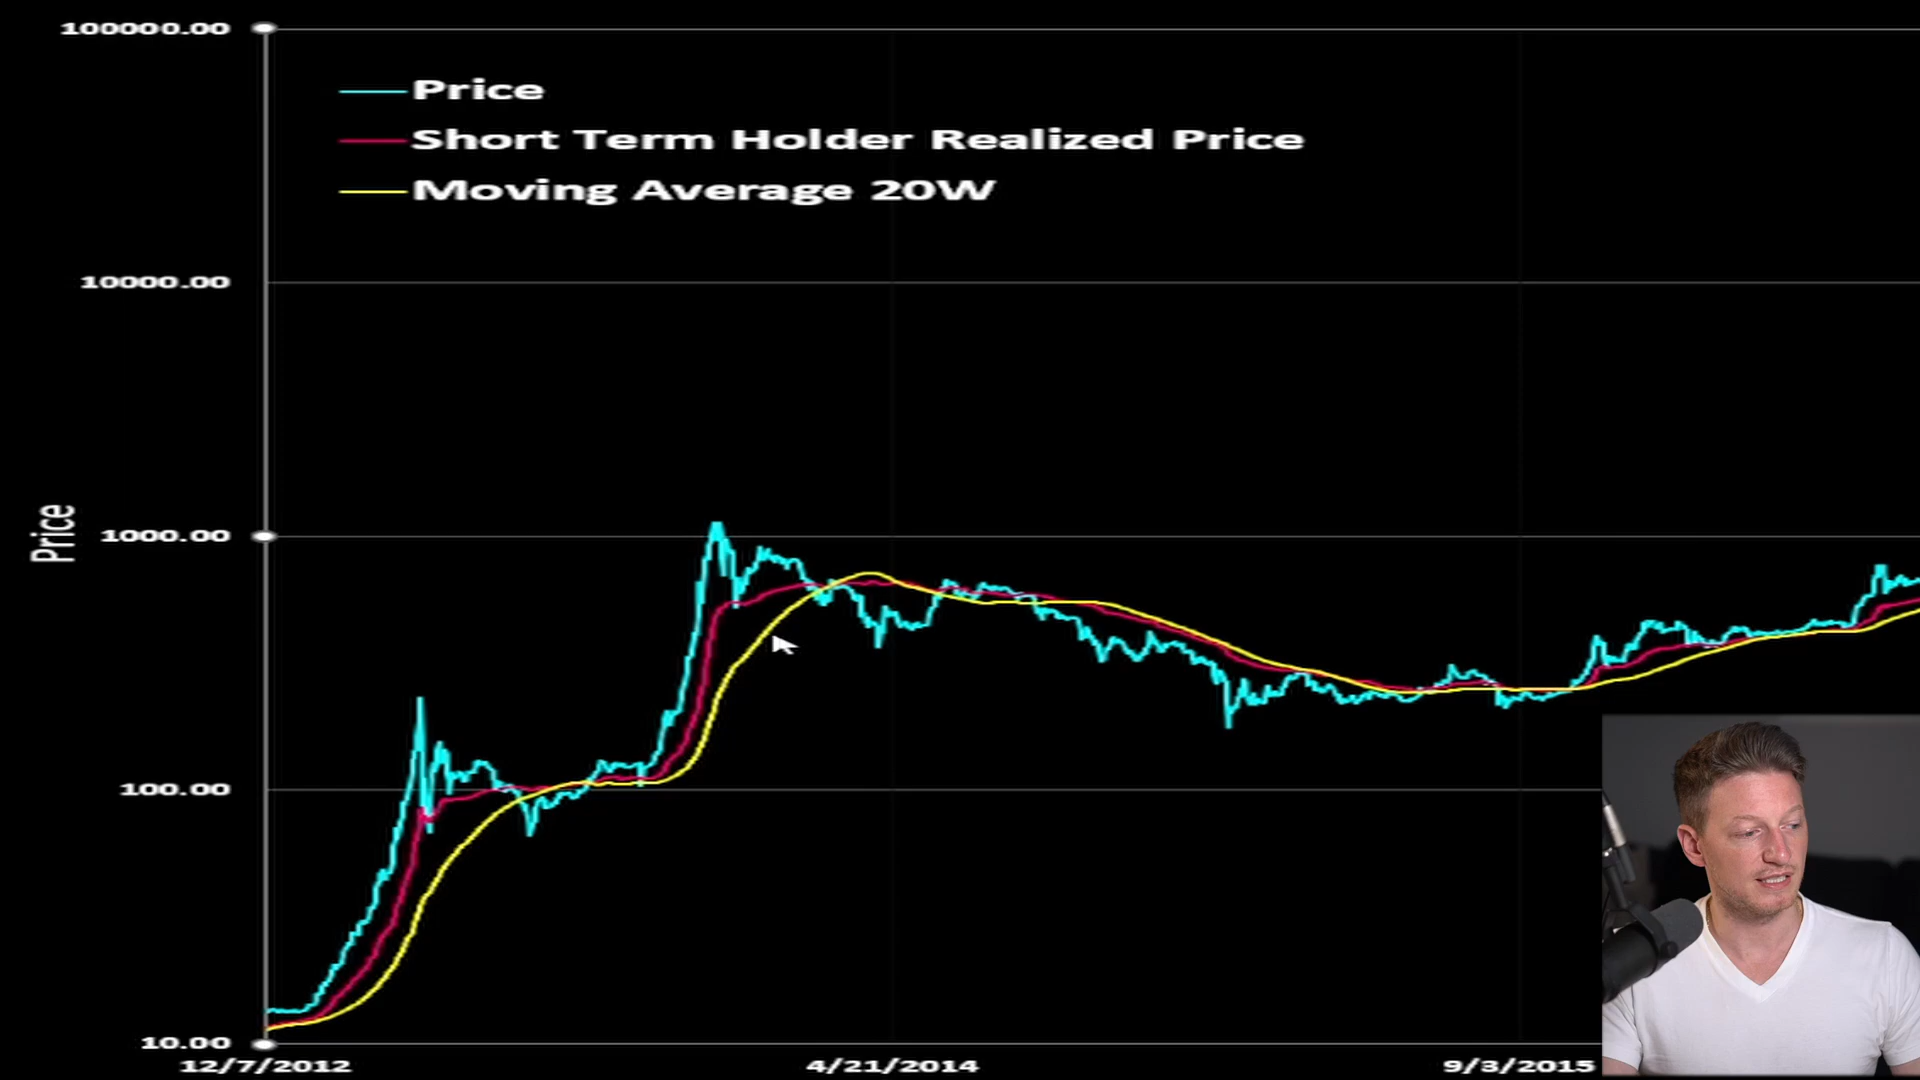 100000.00
Price
Short Term Holder Realized Price
Moving Average 20W
10000.00
Price
1000.00
100.00
10.00
12/7/2012
4/21/2014
9/3/2015